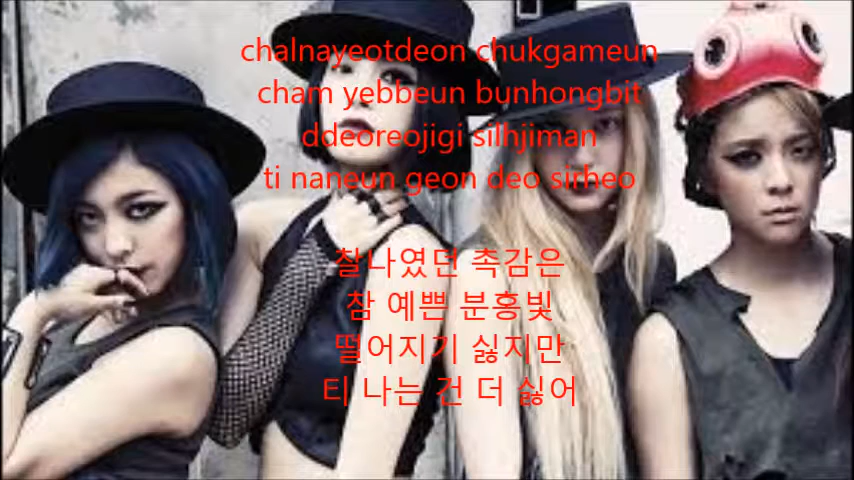 chalnayeotdeon chukgameun
cham yebbeun bunhongbit
ddeoreojigi silhjiman
ti naneun geon deo sirheo
찰나였던 촉감은
참 예쁜 분홍빛
떨어지기 싫지만
티 나는 건 더 싫어